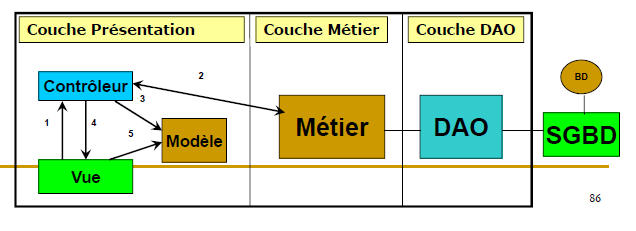 Couche Présentation
Couche Métier
Couche DAO
BD
2
Contrôleur
3
Métier
DAO
SGBD
1
4
5
Modèle
Vue
86